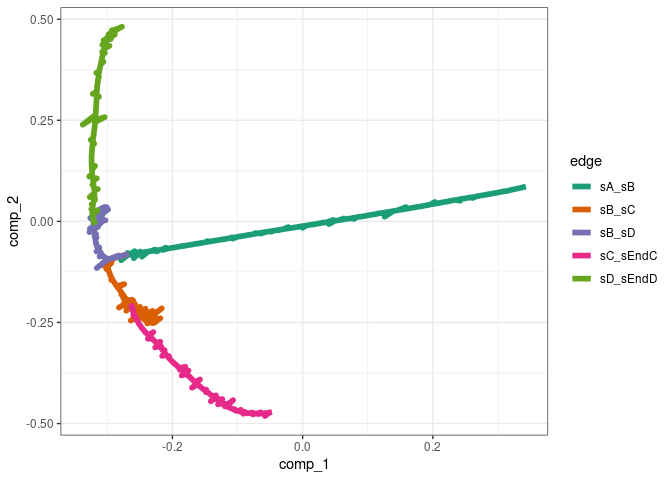 0.50
0.25
0.00
-0.25
-0.50
comp_2
-0.2
0.0
0.2
comp_1
edge
sA_sB
sB_sC
sB_sD
sC_sEndC
sD_sEndD